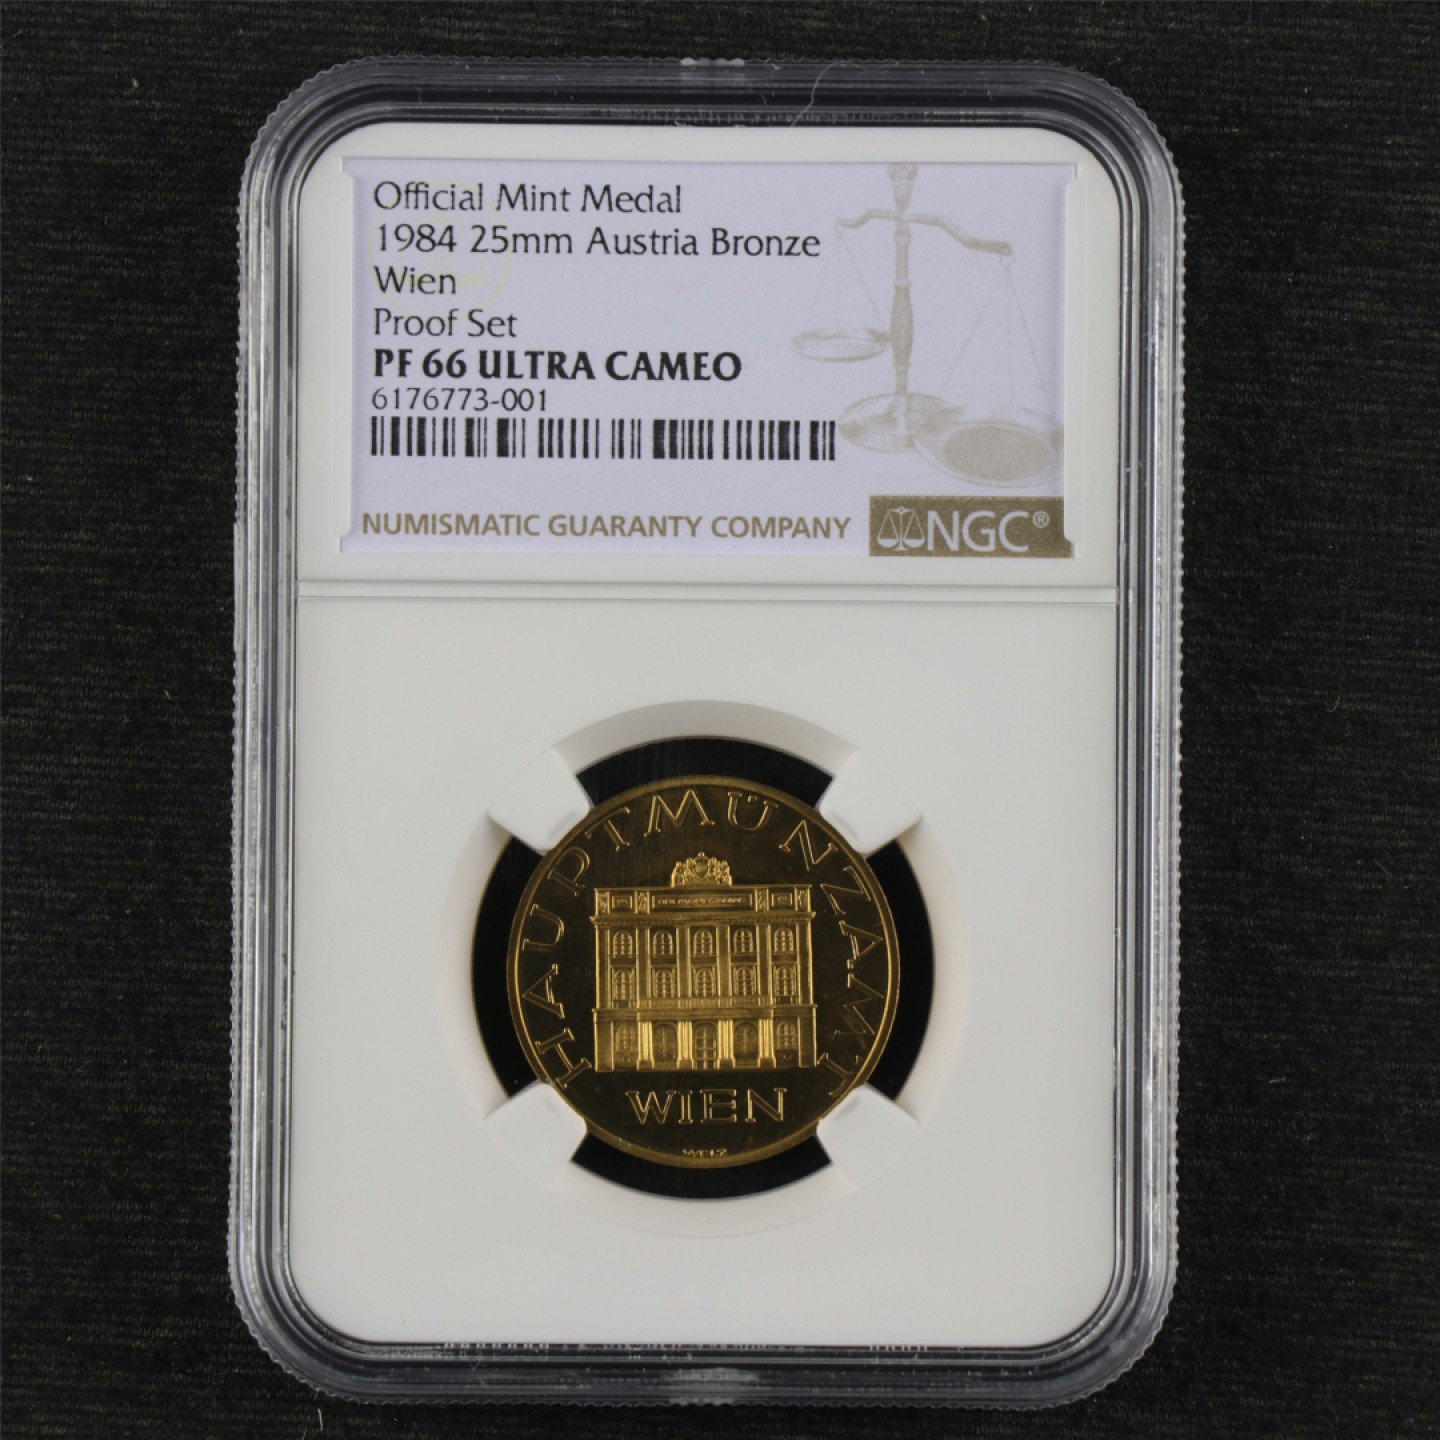 Official Mint Medal
1984 25mm Austria Bronze
Wien
Proof Set
PF 66 ULTRA CAMEO
6176773-001
NUMISMATIC GUARANTY COMPANY
NGC®
HAUPTMÜNZAMT
WIEN
WELZ